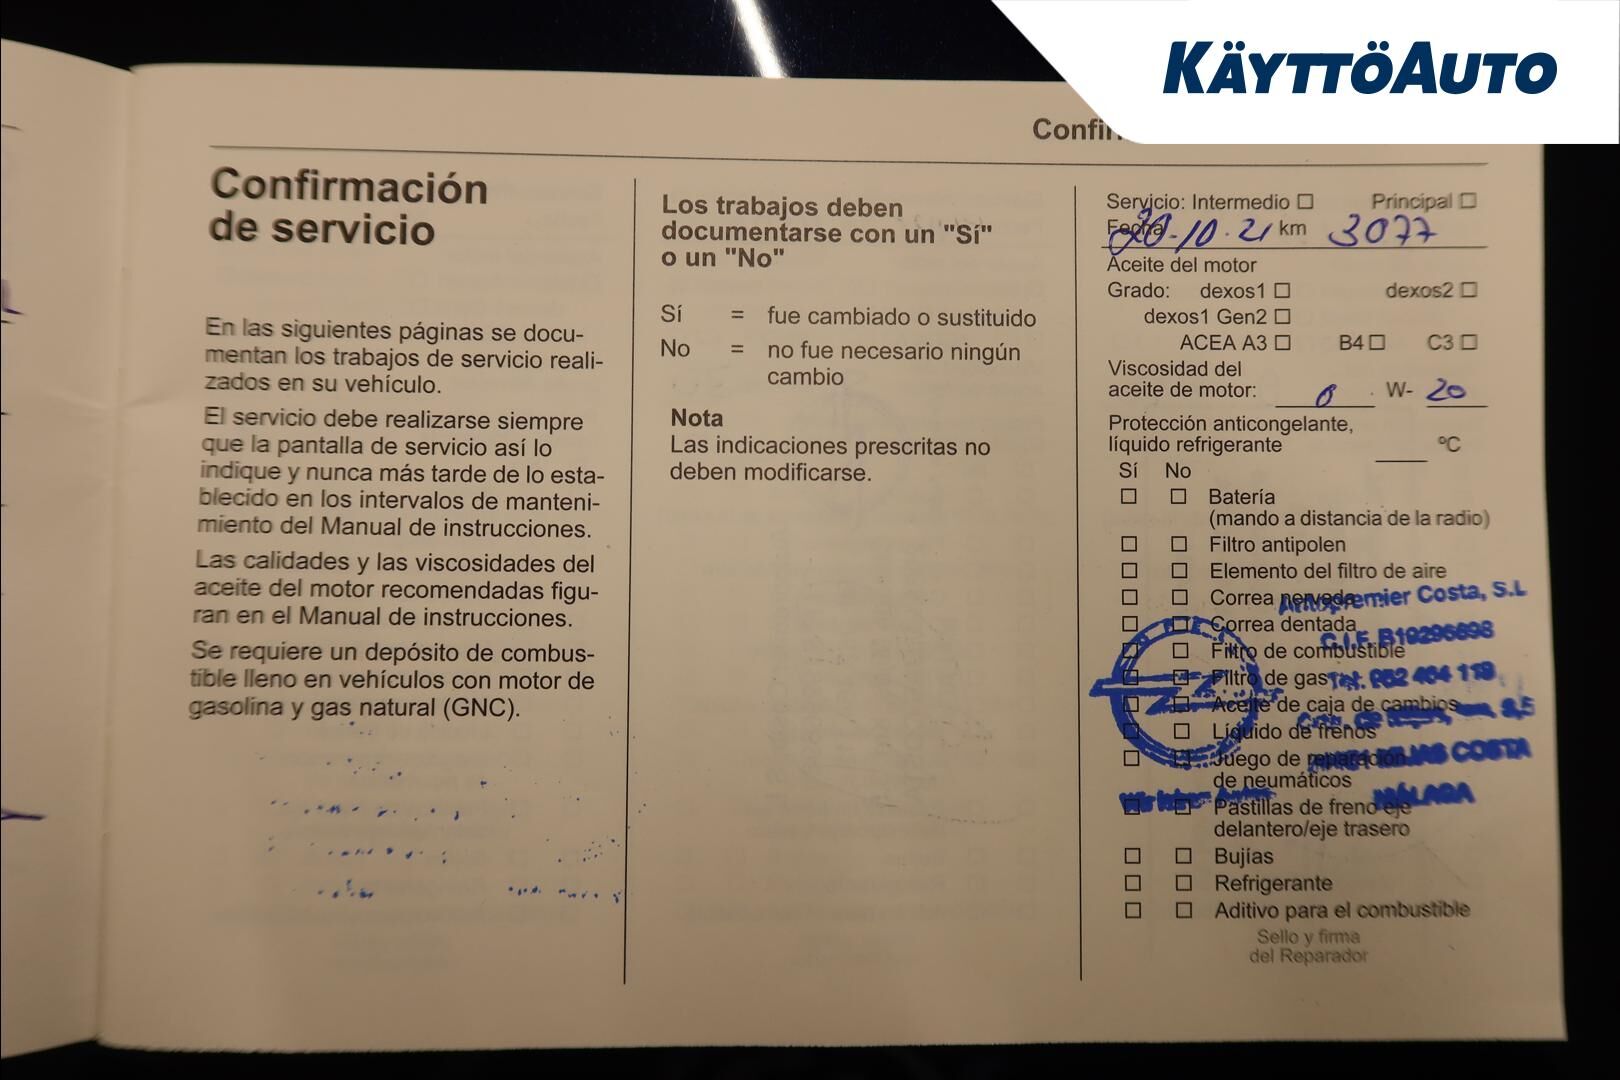 KÄYTTÖAUTO
Confirmación
de servicio
En las siguientes páginas se docu-
mentan los trabajos de servicio reali-
zados en su vehículo.
El servicio debe realizarse siempre
que la pantalla de servicio así lo
indique y nunca más tarde de lo esta-
blecido en los intervalos de manteni-
miento del Manual de instrucciones.
Las calidades y las viscosidades del
aceite del motor recomendadas figu-
ran en el Manual de instrucciones.
Se requiere un depósito de combus-
tible lleno en vehículos con motor de
gasolina y gas natural (GNC).
Los trabajos deben
documentarse con un "Sí"
o un "No"
Sí = fue cambiado o sustituido
No = no fue necesario ningún
cambio
Nota
Las indicaciones prescritas no
deben modificarse.
Servicio: Intermedio Principal
Fecha 20-10-21 km 3077
Aceite del motor
Grado: dexos1 dexos2
dexos1 Gen2
ACEA A3 B4 C3
Viscosidad del
aceite de motor: 0 W- 20
Protección anticongelante,
líquido refrigerante ºC
Sí No
Batería
(mando a distancia de la radio)
Filtro antipolen
Elemento del filtro de aire
Correa nervada
Autopremier Costa, S.L
Correa dentada
Filtro de combustible
Filtro de gas
Aceite de caja de cambios
Líquido de frenos
Juego de reparación
de neumáticos
COSTA
MÁLAGA
Pastillas de freno eje
delantero/eje trasero
Bujías
Refrigerante
Aditivo para el combustible
Sello y firma
del Reparador